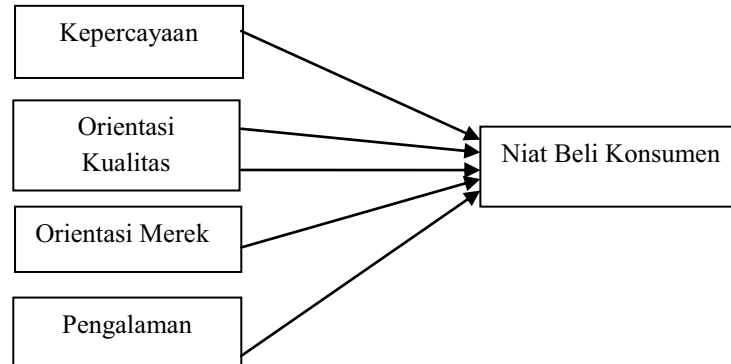 Kepercayaan
Orientasi
Kualitas
Niat Beli Konsumen
Orientasi Merek
Pengalaman